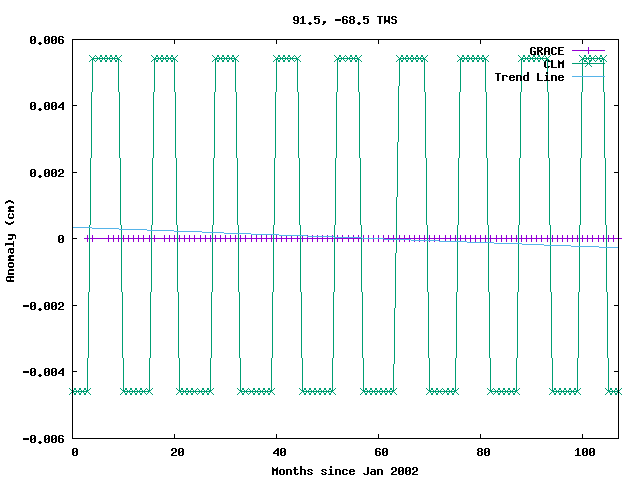 91.5, -68.5 TWS
GRACE
CLM
Trend Line
0.006
0.004
0.002
0
-0.002
-0.004
-0.006
Anomaly (cm)
0 20 40 60 80 100
Months since Jan 2002